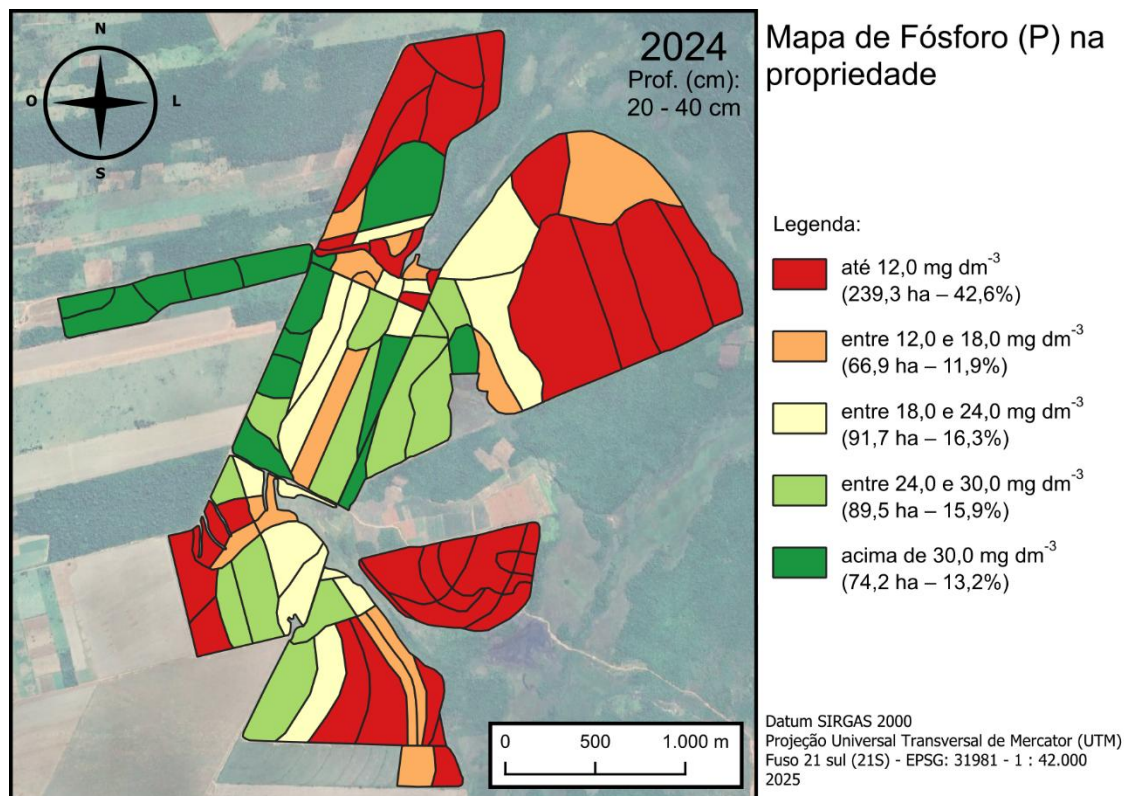 N
O
L
S
2024
Prof. (cm):
20 - 40 cm
0 500 1.000 m
Mapa de Fósforo (P) na
propriedade
Legenda:
até 12,0 mg dm⁻³
(239,3 ha – 42,6%)
entre 12,0 e 18,0 mg dm⁻³
(66,9 ha – 11,9%)
entre 18,0 e 24,0 mg dm⁻³
(91,7 ha – 16,3%)
entre 24,0 e 30,0 mg dm⁻³
(89,5 ha – 15,9%)
acima de 30,0 mg dm⁻³
(74,2 ha – 13,2%)
Datum SIRGAS 2000
Projeção Universal Transversal de Mercator (UTM)
Fuso 21 sul (21S) - EPSG: 31981 - 1 : 42.000
2025